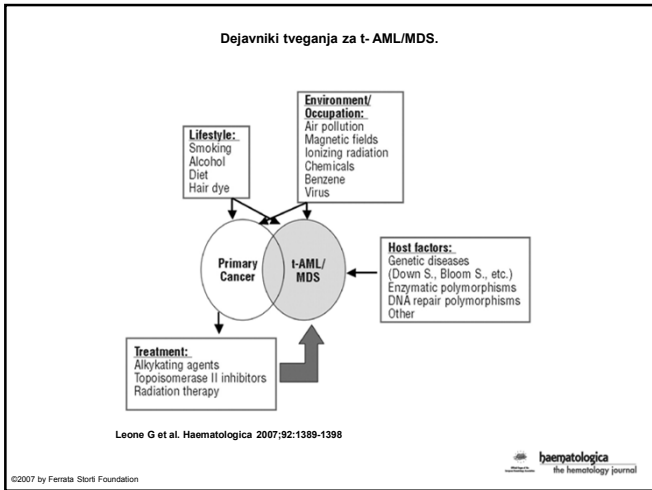 Dejavniki tveganja za t- AML/MDS.
Lifestyle:
Smoking
Alcohol
Diet
Hair dye
Environment/
Occupation:
Air pollution
Magnetic fields
Ionizing radiation
Chemicals
Benzene
Virus
Primary
Cancer
t-AML/
MDS
Host factors:
Genetic diseases
(Down S., Bloom S., etc.)
Enzymatic polymorphisms
DNA repair polymorphisms
Other
Treatment:
Alkykating agents
Topoisomerase II inhibitors
Radiation therapy
Leone G et al. Haematologica 2007;92:1389-1398
haematologica
the hematology journal
©2007 by Ferrata Storti Foundation